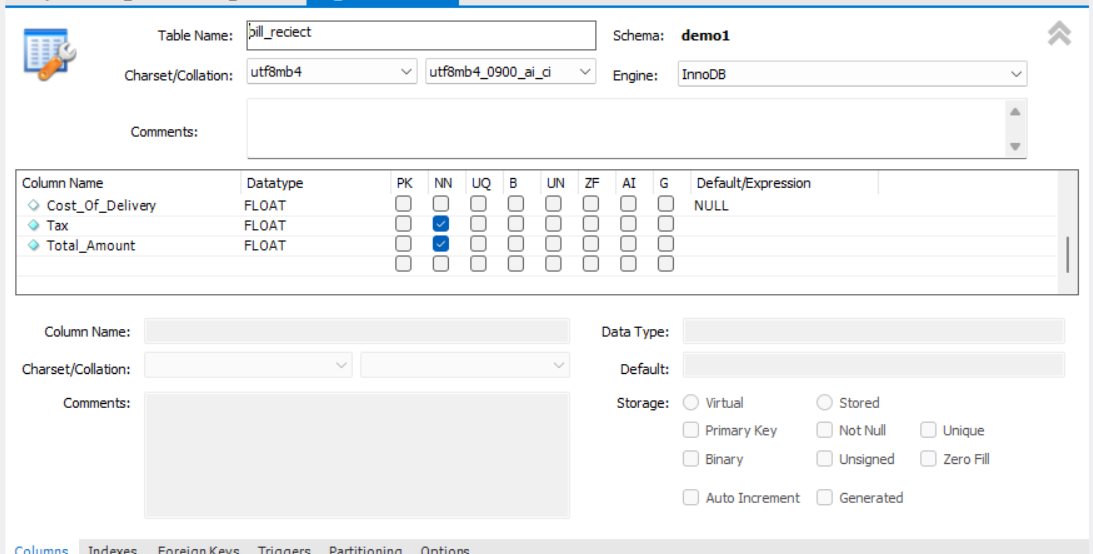 Table Name: bill_reciect Schema: demo1
Charset/Collation: utf8mb4 utf8mb4_0900_ai_ci Engine: InnoDB
Comments:
Column Name Datatype PK NN UQ B UN ZF AI G Default/Expression
Cost_Of_Delivery FLOAT NULL
Tax FLOAT
Total_Amount FLOAT
Column Name: Data Type:
Charset/Collation: Default:
Comments: Storage: Virtual Stored
Primary Key Not Null Unique
Binary Unsigned Zero Fill
Auto Increment Generated
Columns Indexes Foreign Keys Triggers Partitioning Options